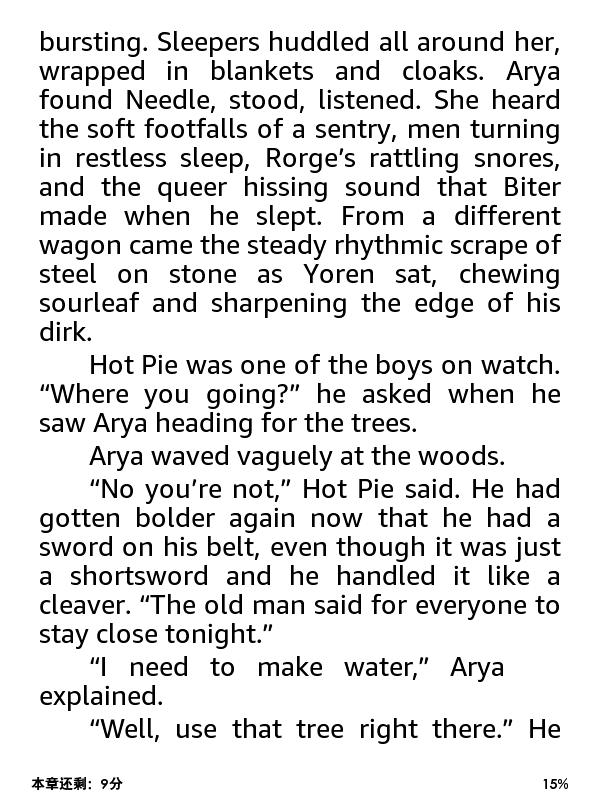 bursting. Sleepers huddled all around her,
wrapped in blankets and cloaks. Arya
found Needle, stood, listened. She heard
the soft footfalls of a sentry, men turning
in restless sleep, Rorge’s rattling snores,
and the queer hissing sound that Biter
made when he slept. From a different
wagon came the steady rhythmic scrape of
steel on stone as Yoren sat, chewing
sourleaf and sharpening the edge of his
dirk.
Hot Pie was one of the boys on watch.
“Where you going?” he asked when he
saw Arya heading for the trees.
Arya waved vaguely at the woods.
“No you’re not,” Hot Pie said. He had
gotten bolder again now that he had a
sword on his belt, even though it was just
a shortsword and he handled it like a
cleaver. “The old man said for everyone to
stay close tonight.”
“I need to make water,” Arya
explained.
“Well, use that tree right there.” He
本章还剩：9分 15%